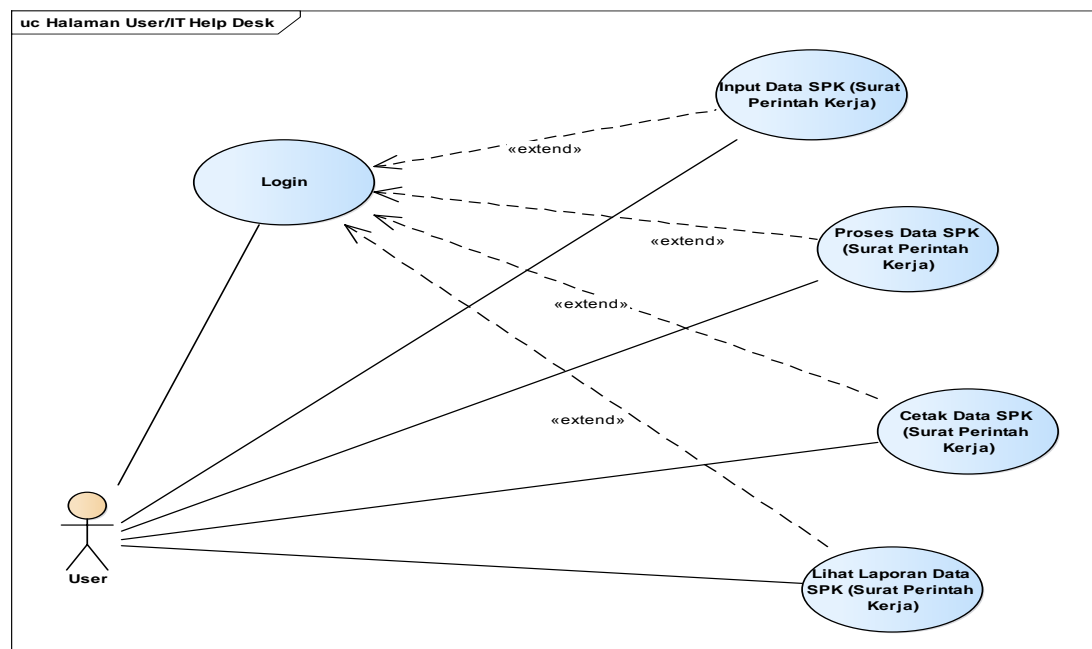 uc Halaman User/IT Help Desk
Input Data SPK (Surat
Perintah Kerja)
«extend»
Login
Proses Data SPK
(Surat Perintah
Kerja)
«extend»
«extend»
Cetak Data SPK
(Surat Perintah
Kerja)
«extend»
User
Lihat Laporan Data
SPK (Surat Perintah
Kerja)